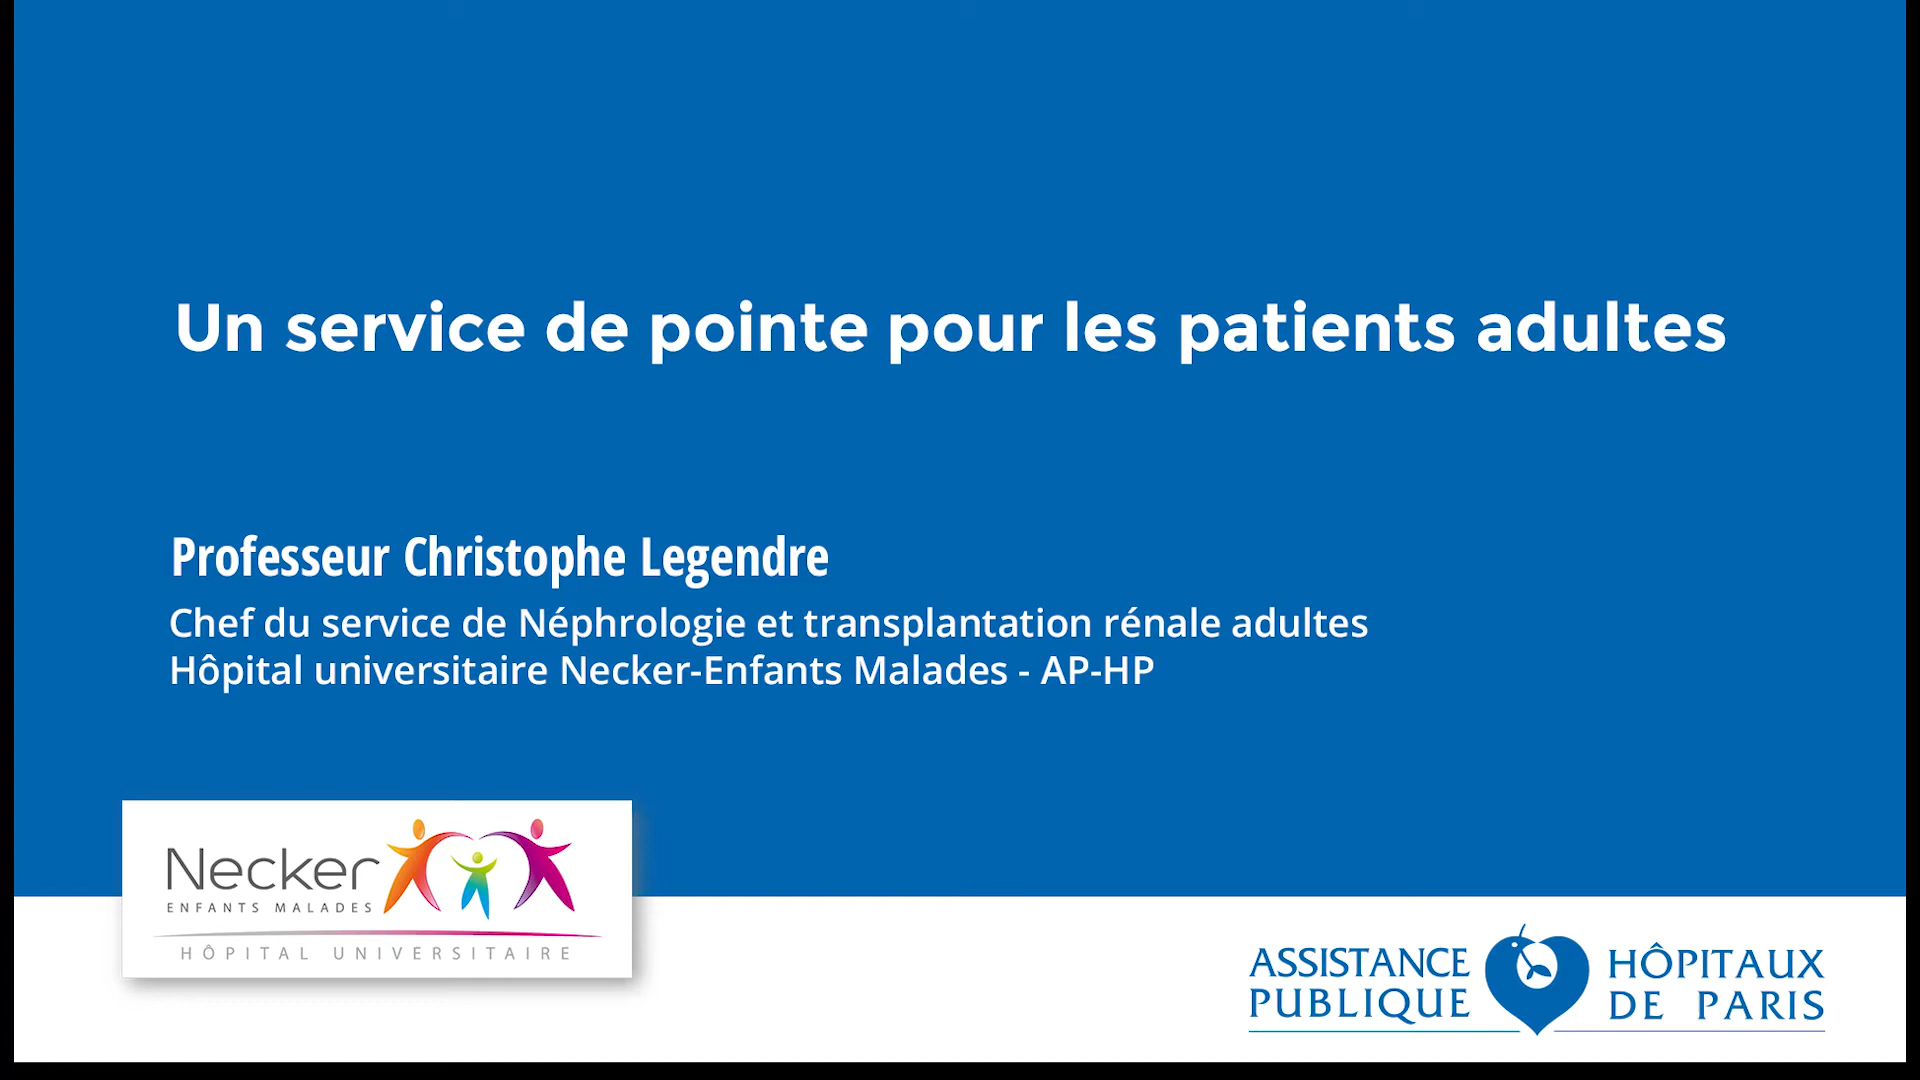 Un service de pointe pour les patients adultes
Professeur Christophe Legendre
Chef du service de Néphrologie et transplantation rénale adultes
Hôpital universitaire Necker-Enfants Malades - AP-HP
Necker
ENFANTS MALADES
HÔPITAL UNIVERSITAIRE
ASSISTANCE PUBLIQUE
HÔPITAUX DE PARIS